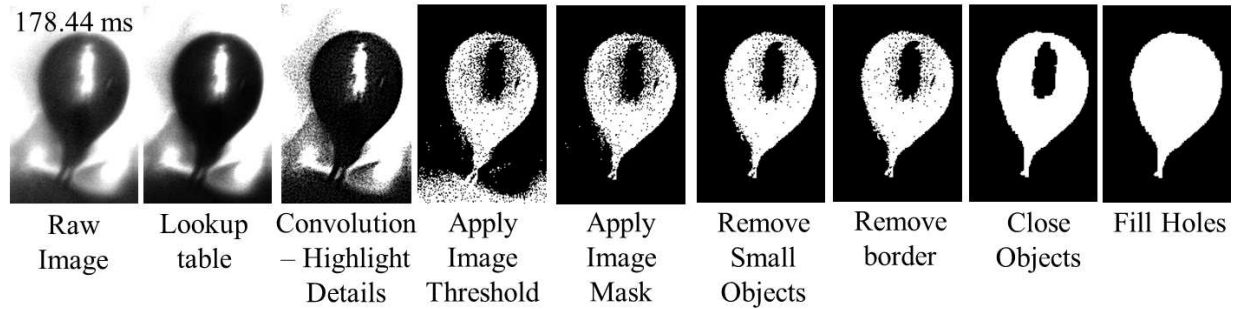 178.44 ms
Raw
Image
Lookup
table
Convolution
– Highlight
Details
Apply
Image
Threshold
Apply
Image
Mask
Remove
Small
Objects
Remove
border
Close
Objects
Fill Holes